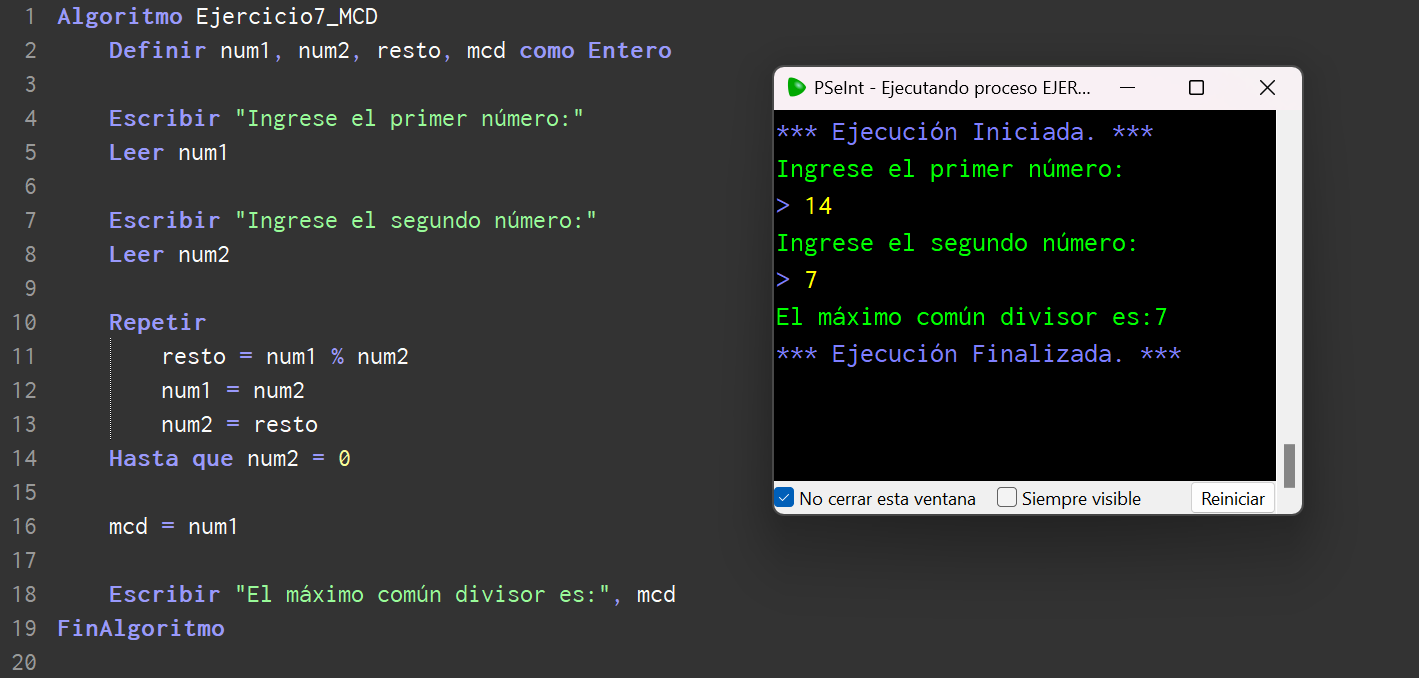 1 Algoritmo Ejercicio7_MCD
2 Definir num1, num2, resto, mcd como Entero
3
4 Escribir "Ingrese el primer número:"
5 Leer num1
6
7 Escribir "Ingrese el segundo número:"
8 Leer num2
9
10 Repetir
11 resto = num1 % num2
12 num1 = num2
13 num2 = resto
14 Hasta que num2 = 0
15
16 mcd = num1
17
18 Escribir "El máximo común divisor es:", mcd
19 FinAlgoritmo
20
PSeInt - Ejecutando proceso EJER...
*** Ejecución Iniciada. ***
Ingrese el primer número:
> 14
Ingrese el segundo número:
> 7
El máximo común divisor es:7
*** Ejecución Finalizada. ***
No cerrar esta ventana Siempre visible Reiniciar